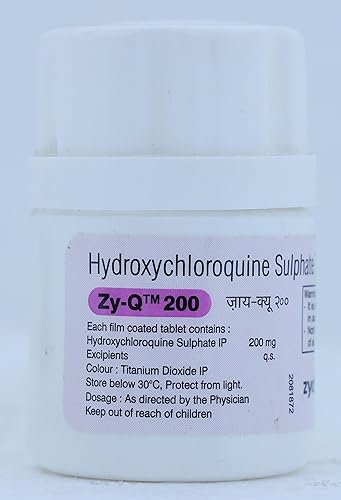 Hydroxychloroquine Sulphate
Zy-Q™ 200 ज़ाय-क्यू २००
Each film coated tablet contains :
Hydroxychloroquine Sulphate IP 200 mg
Excipients q.s.
Colour : Titanium Dioxide IP
Store below 30°C, Protect from light.
Dosage : As directed by the Physician
Keep out of reach of children
2081872